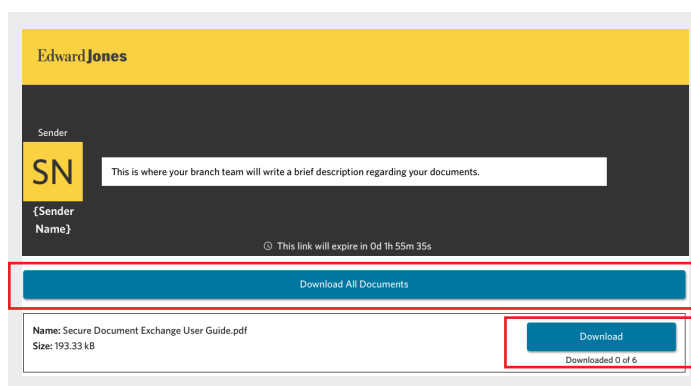 Edward Jones
Sender
SN
This is where your branch team will write a brief description regarding your documents.
{Sender
Name}
This link will expire in 0d 1h 55m 35s
Download All Documents
Name: Secure Document Exchange User Guide.pdf
Size: 193.33 kB
Download
Downloaded 0 of 6